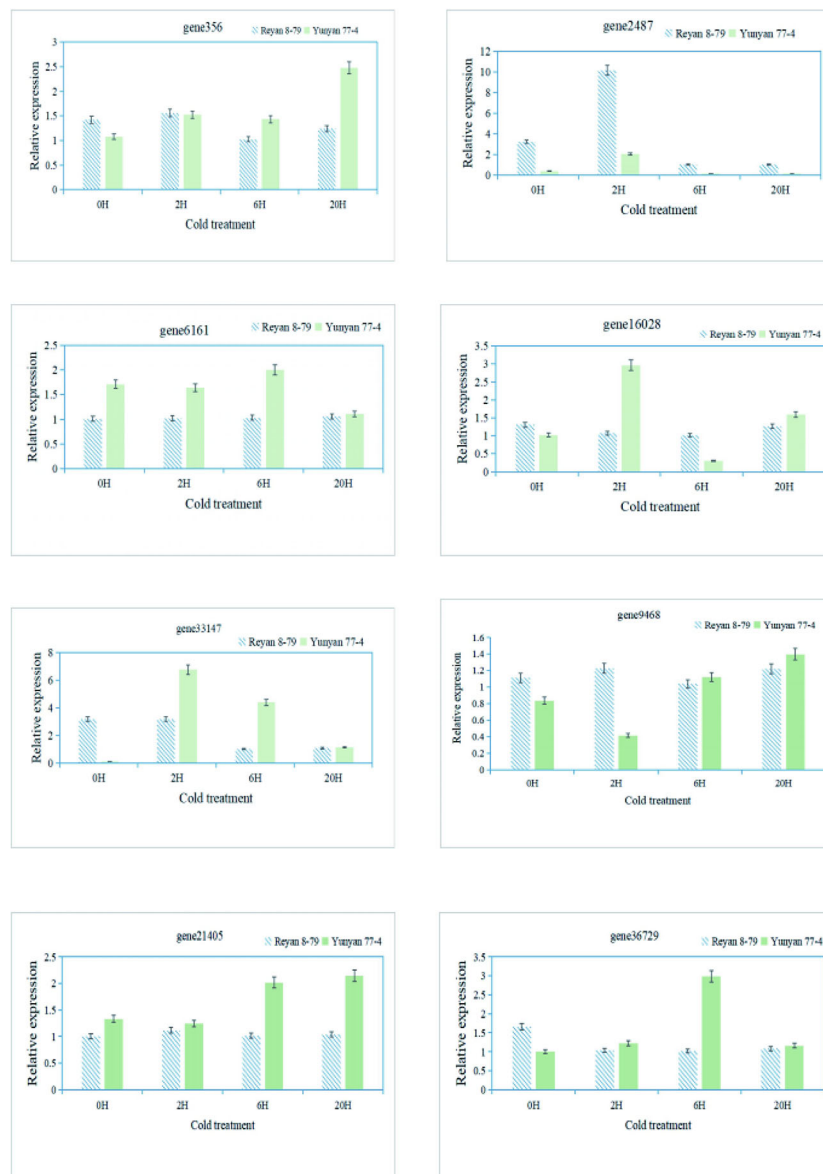 gene356
Reyan 8-79 Yunyan 77-4
Relative expression
3
2.5
2
1.5
1
0.5
0
0H 2H 6H 20H
Cold treatment
gene2487
Reyan 8-79 Yunyan 77-4
Relative expression
12
10
8
6
4
2
0
0H 2H 6H 20H
Cold treatment
gene6161
Reyan 8-79 Yunyan 77-4
Relative expression
2.5
2
1.5
1
0.5
0
0H 2H 6H 20H
Cold treatment
gene16028
Reyan 8-79 Yunyan 77-4
Relative expression
3.5
3
2.5
2
1.5
1
0.5
0
0H 2H 6H 20H
Cold treatment
gene33147
Reyan 8-79 Yunyan 77-4
Relative expression
8
6
4
2
0
0H 2H 6H 20H
Cold treatment
gene9468
Reyan 8-79 Yunyan 77-4
Relative expression
1.6
1.4
1.2
1
0.8
0.6
0.4
0.2
0
0H 2H 6H 20H
Cold treatment
gene21405
Reyan 8-79 Yunyan 77-4
Relative expression
2.5
2
1.5
1
0.5
0
0H 2H 6H 20H
Cold treatment
gene36729
Reyan 8-79 Yunyan 77-4
Relative expression
3.5
3
2.5
2
1.5
1
0.5
0
0H 2H 6H 20H
Cold treatment